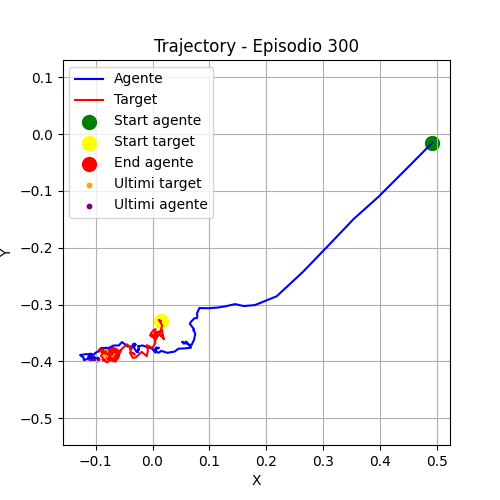 Trajectory - Episodio 300
Agente
Target
Start agente
Start target
End agente
Ultimi target
Ultimi agente
0.1
0.0
−0.1
−0.2
−0.3
−0.4
−0.5
Y
−0.1
0.0
0.1
0.2
0.3
0.4
0.5
X